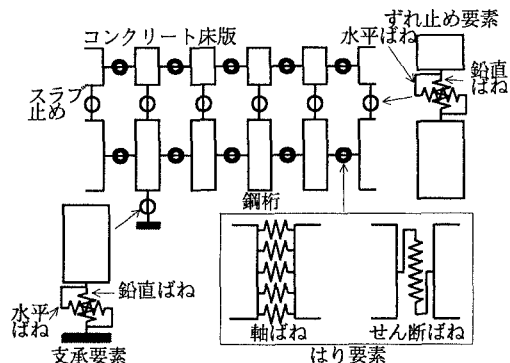 コンクリート床版
ずれ止め要素
水平ばね
鉛直
ばね
スラブ
止め
鋼桁
鉛直ばね
水平
ばね
支承要素
軸ばね
せん断ばね
はり要素